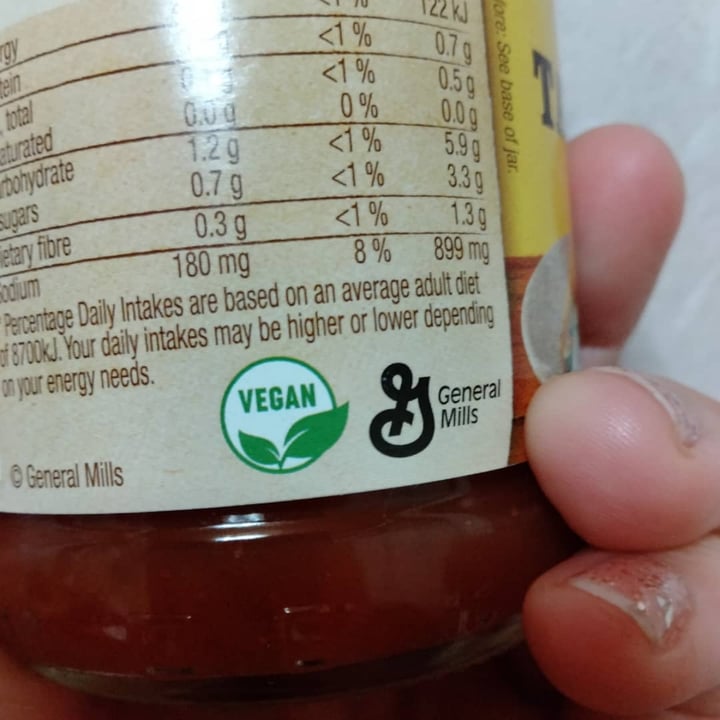 <1 % 122 kJ
<1 % 0.7 g
<1 % 0.5 g
total 0.0 g 0% 0.0 g
1.2 g <1 % 5.9 g
0.7 g <1 % 3.3 g
sugars 0.3 g <1 % 1.3 g
fibre 180 mg 8 % 899 mg
* Percentage Daily Intakes are based on an average adult diet
of 8700kJ. Your daily intakes may be higher or lower depending
on your energy needs.
VEGAN
General
Mills
© General Mills
See base of jar.